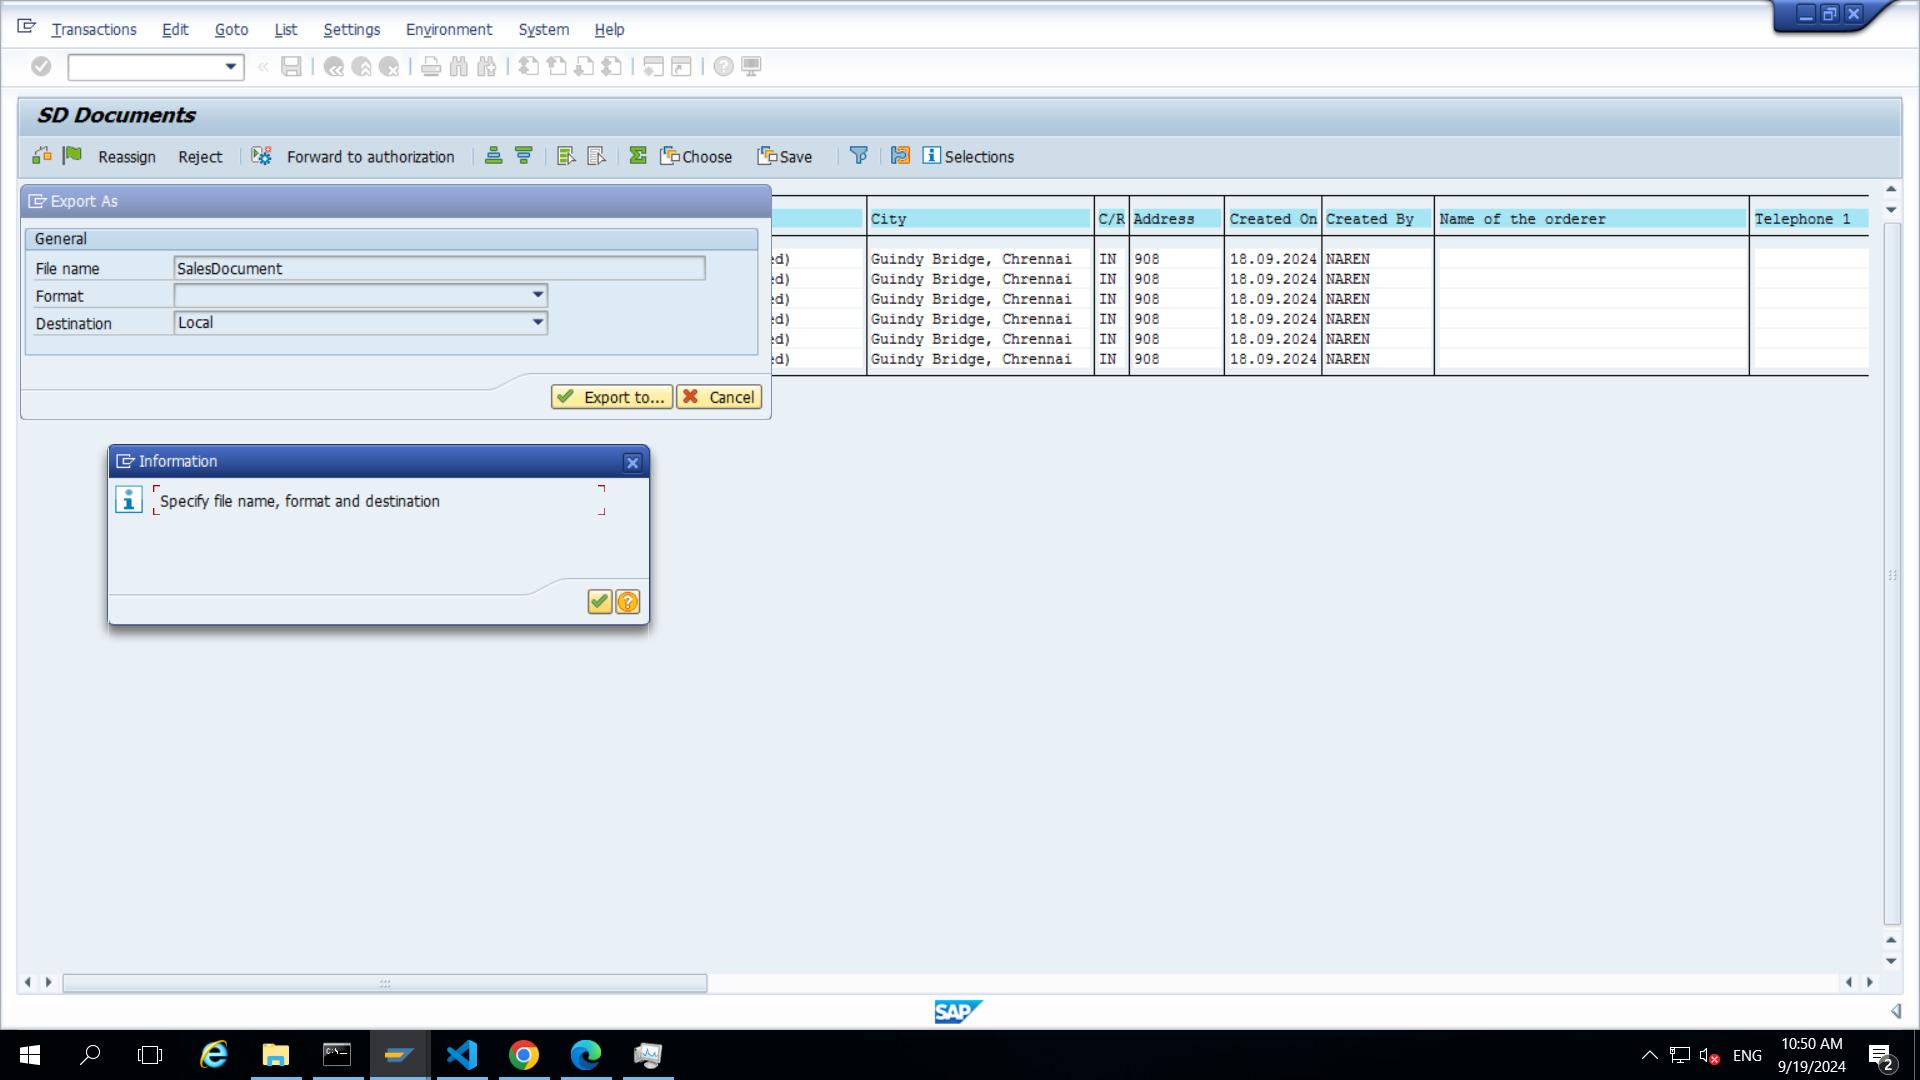 Transactions Edit Goto List Settings Environment System Help
SD Documents
Reassign Reject Forward to authorization Choose Save Selections
Export As
General
File name SalesDocument
Format
Destination Local
Export to... Cancel
City C/R Address Created On Created By Name of the orderer Telephone 1
ed) Guindy Bridge, Chrennai IN 908 18.09.2024 NAREN
ed) Guindy Bridge, Chrennai IN 908 18.09.2024 NAREN
ed) Guindy Bridge, Chrennai IN 908 18.09.2024 NAREN
ed) Guindy Bridge, Chrennai IN 908 18.09.2024 NAREN
ed) Guindy Bridge, Chrennai IN 908 18.09.2024 NAREN
ed) Guindy Bridge, Chrennai IN 908 18.09.2024 NAREN
Information
Specify file name, format and destination
SAP
ENG
10:50 AM
9/19/2024
2